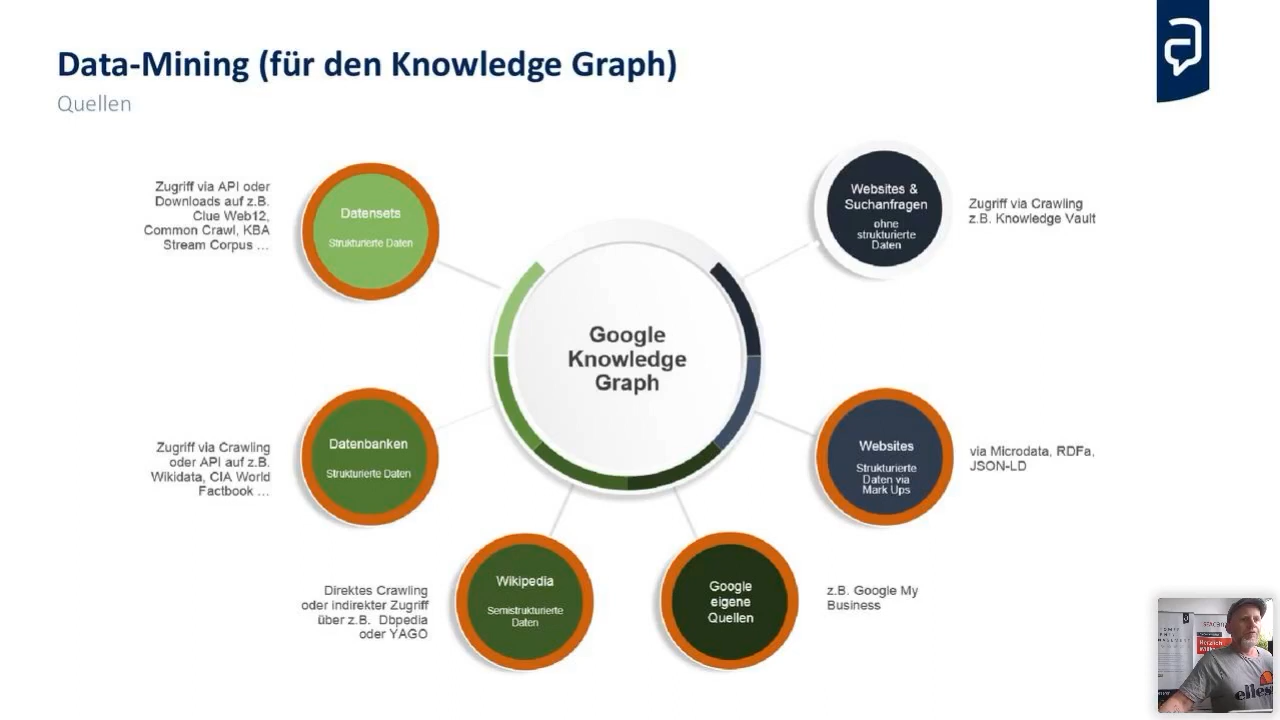 Data-Mining (für den Knowledge Graph)
Quellen
Zugriff via API oder
Downloads auf z.B.
Clue Web12,
Common Crawl, KBA
Stream Corpus ...
Datensets
Strukturierte Daten
Websites &
Suchanfragen
ohne
strukturierte
Daten
Zugriff via Crawling
z.B. Knowledge Vault
Google
Knowledge
Graph
Zugriff via Crawling
oder API auf z.B.
Wikidata, CIA World
Factbook ...
Datenbanken
Strukturierte Daten
Websites
Strukturierte
Daten via
Mark Ups
via Microdata, RDFa,
JSON-LD
Direktes Crawling
oder indirekter Zugriff
über z.B. Dbpedia
oder YAGO
Wikipedia
Semistrukturierte
Daten
Google
eigene
Quellen
z.B. Google My
Business